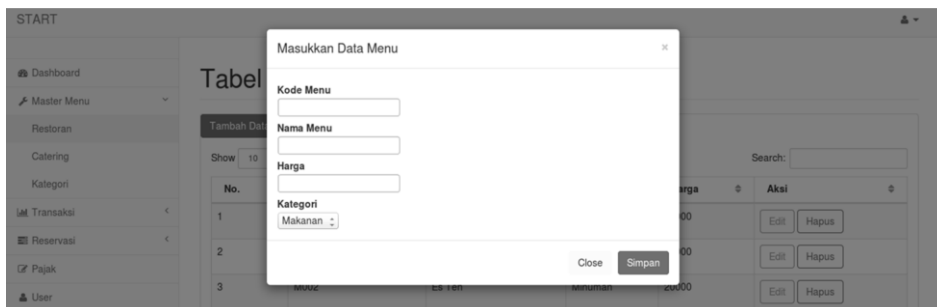 START
Masukkan Data Menu
×
Dashboard
Tabel
Kode Menu
Master Menu
Restoran
Tambah Data
Nama Menu
Catering
Show 10
Search:
Harga
Kategori
No.
Aksi
Kategori
Transaksi
1
Makanan
Edit Hapus
Reservasi
2
Close Simpan
Edit Hapus
Pajak
3 M002 Es Teh Minuman 20000 Edit Hapus
User